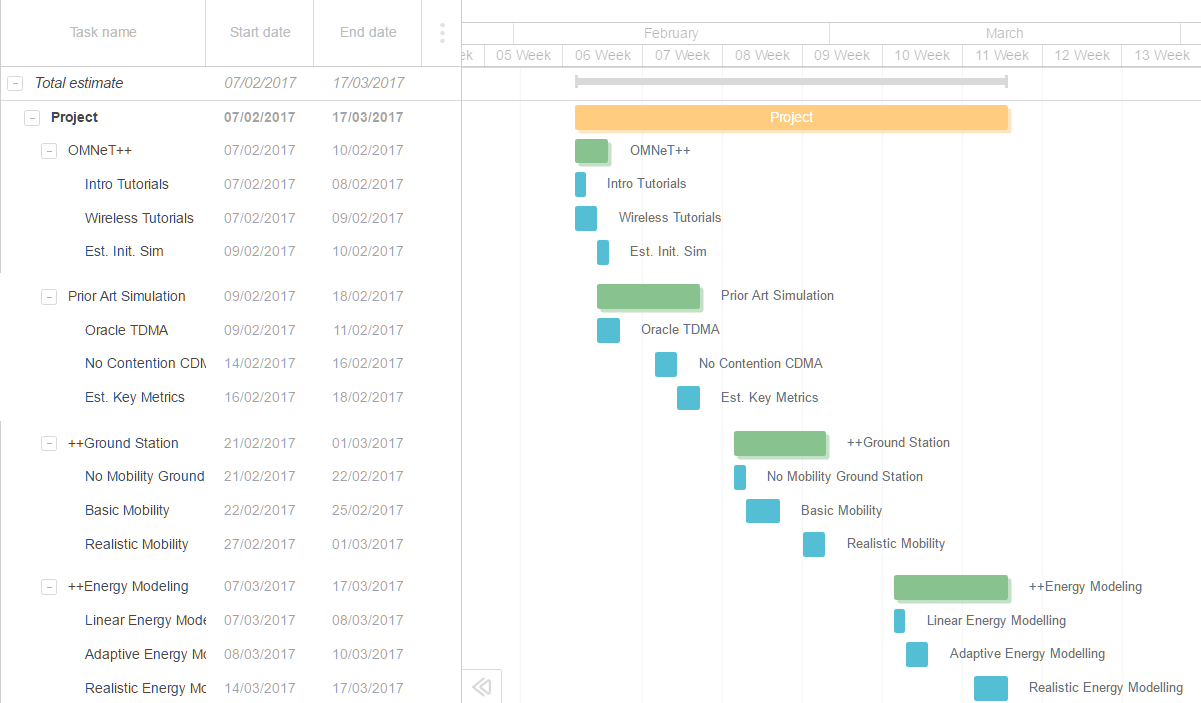 Task name Start date End date
February March
ek 05 Week 06 Week 07 Week 08 Week 09 Week 10 Week 11 Week 12 Week 13 Week
Total estimate 07/02/2017 17/03/2017
Project 07/02/2017 17/03/2017 Project
OMNeT++ 07/02/2017 10/02/2017 OMNeT++
Intro Tutorials 07/02/2017 08/02/2017 Intro Tutorials
Wireless Tutorials 07/02/2017 09/02/2017 Wireless Tutorials
Est. Init. Sim 09/02/2017 10/02/2017 Est. Init. Sim
Prior Art Simulation 09/02/2017 18/02/2017 Prior Art Simulation
Oracle TDMA 09/02/2017 11/02/2017 Oracle TDMA
No Contention CDM 14/02/2017 16/02/2017 No Contention CDMA
Est. Key Metrics 16/02/2017 18/02/2017 Est. Key Metrics
++Ground Station 21/02/2017 01/03/2017 ++Ground Station
No Mobility Ground 21/02/2017 22/02/2017 No Mobility Ground Station
Basic Mobility 22/02/2017 25/02/2017 Basic Mobility
Realistic Mobility 27/02/2017 01/03/2017 Realistic Mobility
++Energy Modeling 07/03/2017 17/03/2017 ++Energy Modeling
Linear Energy Mode 07/03/2017 08/03/2017 Linear Energy Modelling
Adaptive Energy Mo 08/03/2017 10/03/2017 Adaptive Energy Modelling
Realistic Energy Mo 14/03/2017 17/03/2017 Realistic Energy Modelling